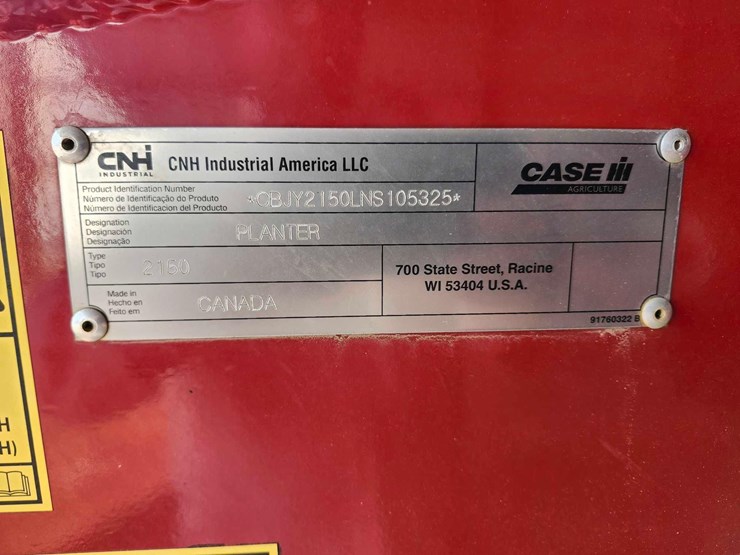 CNH
INDUSTRIAL
CNH Industrial America LLC
CASE IH
AGRICULTURE
Product Identification Number
Número de Identificação do Produto
Número de Identificacion del Producto
*CBJY2150LNS105325*
Designation
Designación
Designação
PLANTER
Type
Tipo
Tipo
2150
700 State Street, Racine
WI 53404 U.S.A.
Made in
Hecho en
Feito em
CANADA
91760322 B
H
H)